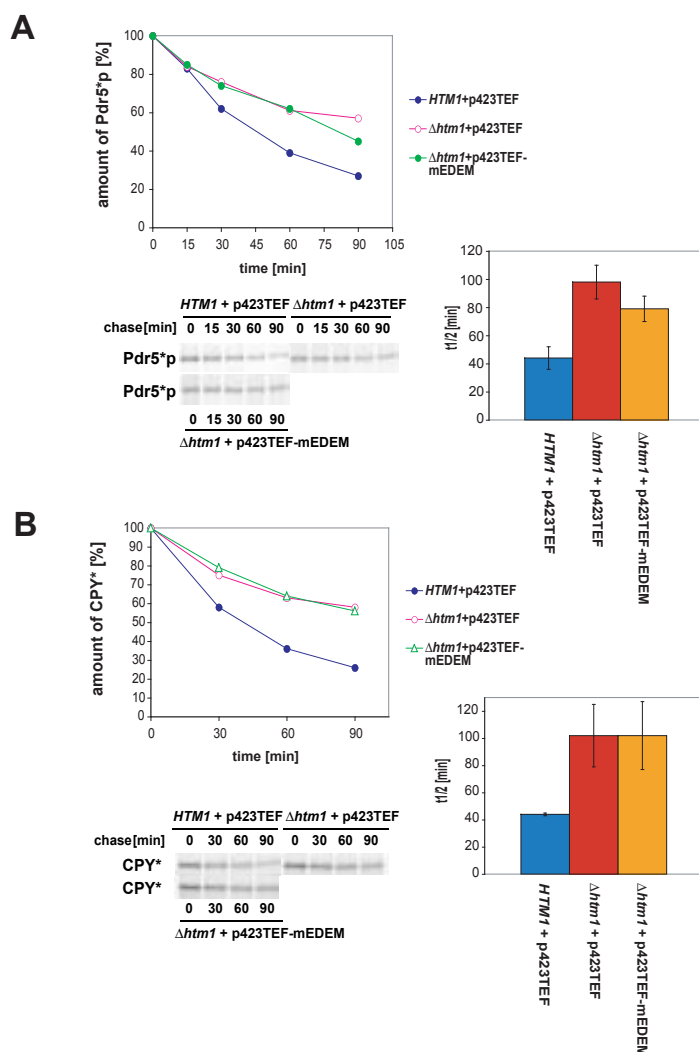 A
amount of Pdr5*p [%]
100
80
60
40
20
0
0 15 30 45 60 75 90 105
time [min]
HTM1+p423TEF
Δhtm1+p423TEF
Δhtm1+p423TEF-
mEDEM
HTM1 + p423TEF Δhtm1 + p423TEF
chase[min] 0 15 30 60 90 0 15 30 60 90
Pdr5*p
Pdr5*p
0 15 30 60 90
Δhtm1 + p423TEF-mEDEM
t1/2 [min]
120
100
80
60
40
20
0
HTM1 + p423TEF
Δhtm1 + p423TEF
Δhtm1 + p423TEF-mEDEM
B
amount of CPY* [%]
100
90
80
70
60
50
40
30
20
10
0
0 30 60 90
time [min]
HTM1+p423TEF
Δhtm1+p423TEF
Δhtm1+p423TEF-
mEDEM
HTM1 + p423TEF Δhtm1 + p423TEF
chase[min] 0 30 60 90 0 30 60 90
CPY*
CPY*
0 30 60 90
Δhtm1 + p423TEF-mEDEM
t1/2 [min]
120
100
80
60
40
20
0
HTM1 + p423TEF
Δhtm1 + p423TEF
Δhtm1 + p423TEF-mEDEM